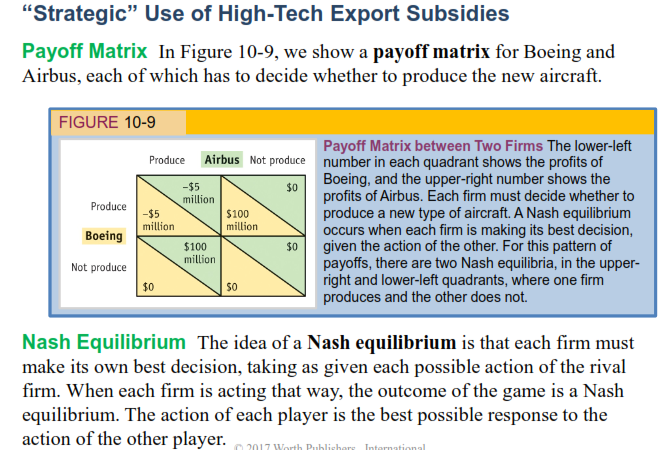 “Strategic” Use of High-Tech Export Subsidies
Payoff Matrix In Figure 10-9, we show a payoff matrix for Boeing and
Airbus, each of which has to decide whether to produce the new aircraft.
FIGURE 10-9
Produce Airbus Not produce
Produce
Boeing
Not produce
-$5
million
$0
-$5
million
$100
million
$100
million
$0
$0
$0
Payoff Matrix between Two Firms The lower-left
number in each quadrant shows the profits of
Boeing, and the upper-right number shows the
profits of Airbus. Each firm must decide whether to
produce a new type of aircraft. A Nash equilibrium
occurs when each firm is making its best decision,
given the action of the other. For this pattern of
payoffs, there are two Nash equilibria, in the upper-
right and lower-left quadrants, where one firm
produces and the other does not.
Nash Equilibrium The idea of a Nash equilibrium is that each firm must
make its own best decision, taking as given each possible action of the rival
firm. When each firm is acting that way, the outcome of the game is a Nash
equilibrium. The action of each player is the best possible response to the
action of the other player.
© 2017 Worth Publishers International